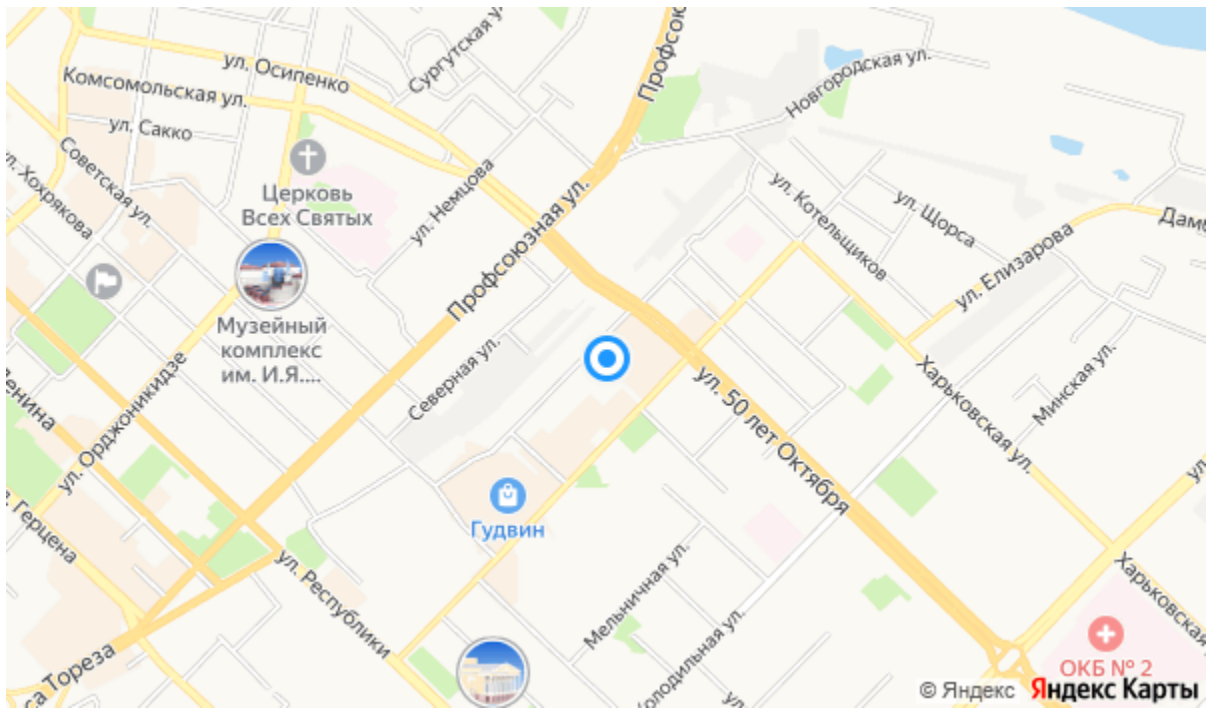 Сургутская у
Профсою
ул. Осипенко
Комсомольская ул.
Новгородская ул.
ул. Сакко
Советская ул.
л. Хохрякова
Церковь
Всех Святых
ул. Немцова
Профсоюзная ул.
ул. Котельщиков
ул. Щорса
Дамб
ул. Елизарова
Музейный
комплекс
им. И.Я....
Северная ул.
ул. 50 лет Октября
Харьковская ул.
Минская ул.
енина
ул. Орджоникидзе
. Герцена
Гудвин
ул.
ул. Республики
Мельничная ул.
олодильная ул.
Харьковская
са Тореза
ОКБ № 2
ул.
© Яндекс Яндекс Карты